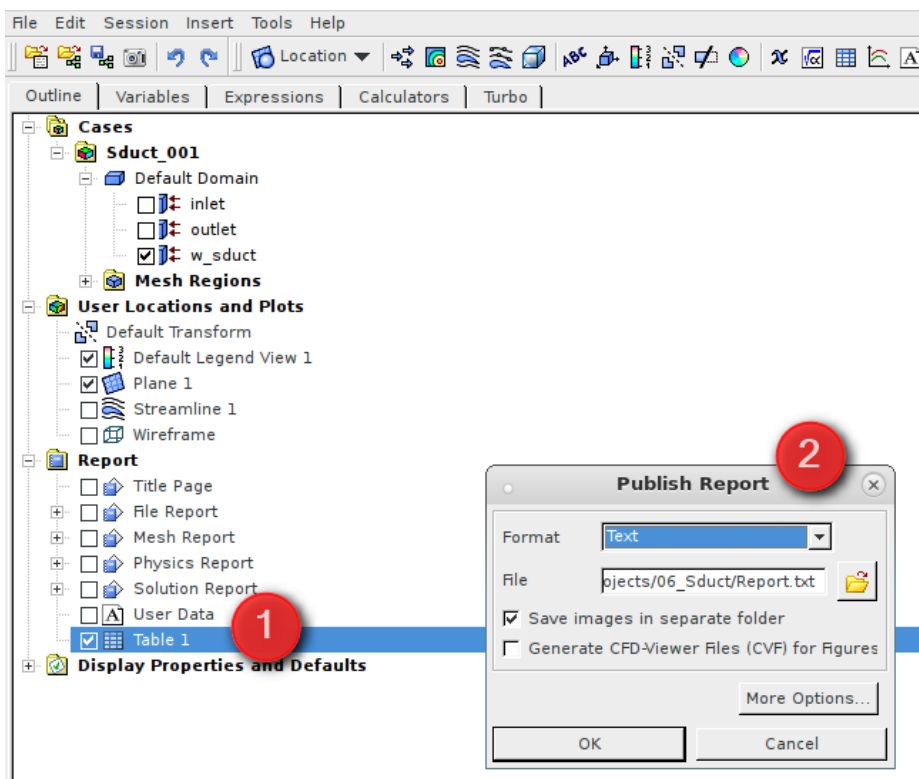 File Edit Session Insert Tools Help
Location
Outline Variables Expressions Calculators Turbo
Cases
Sduct_001
Default Domain
inlet
outlet
w_sduct
Mesh Regions
User Locations and Plots
Default Transform
Default Legend View 1
Plane 1
Streamline 1
Wireframe
Report
Title Page
File Report
Mesh Report
Physics Report
Solution Report
User Data
Table 1
1
Display Properties and Defaults
2
Publish Report
Format Text
File ojects/06_Sduct/Report.txt
Save images in separate folder
Generate CFD-Viewer Files (CVF) for Figures
More Options...
OK Cancel